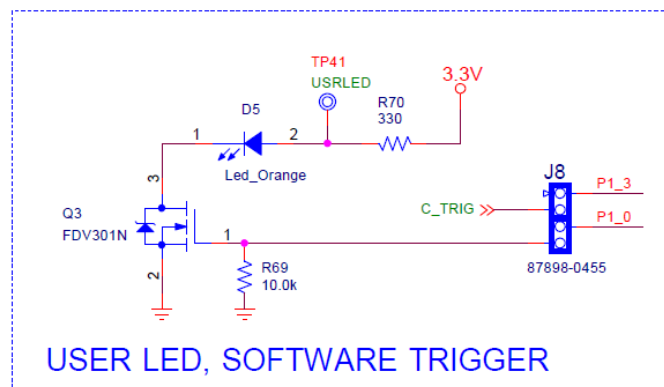 TP41
USRLED
3.3V
R70
330
D5
1
2
Led_Orange
J8
P1_3
C_TRIG
P1_0
87898-0455
3
Q3
FDV301N
1
2
R69
10.0k
USER LED, SOFTWARE TRIGGER